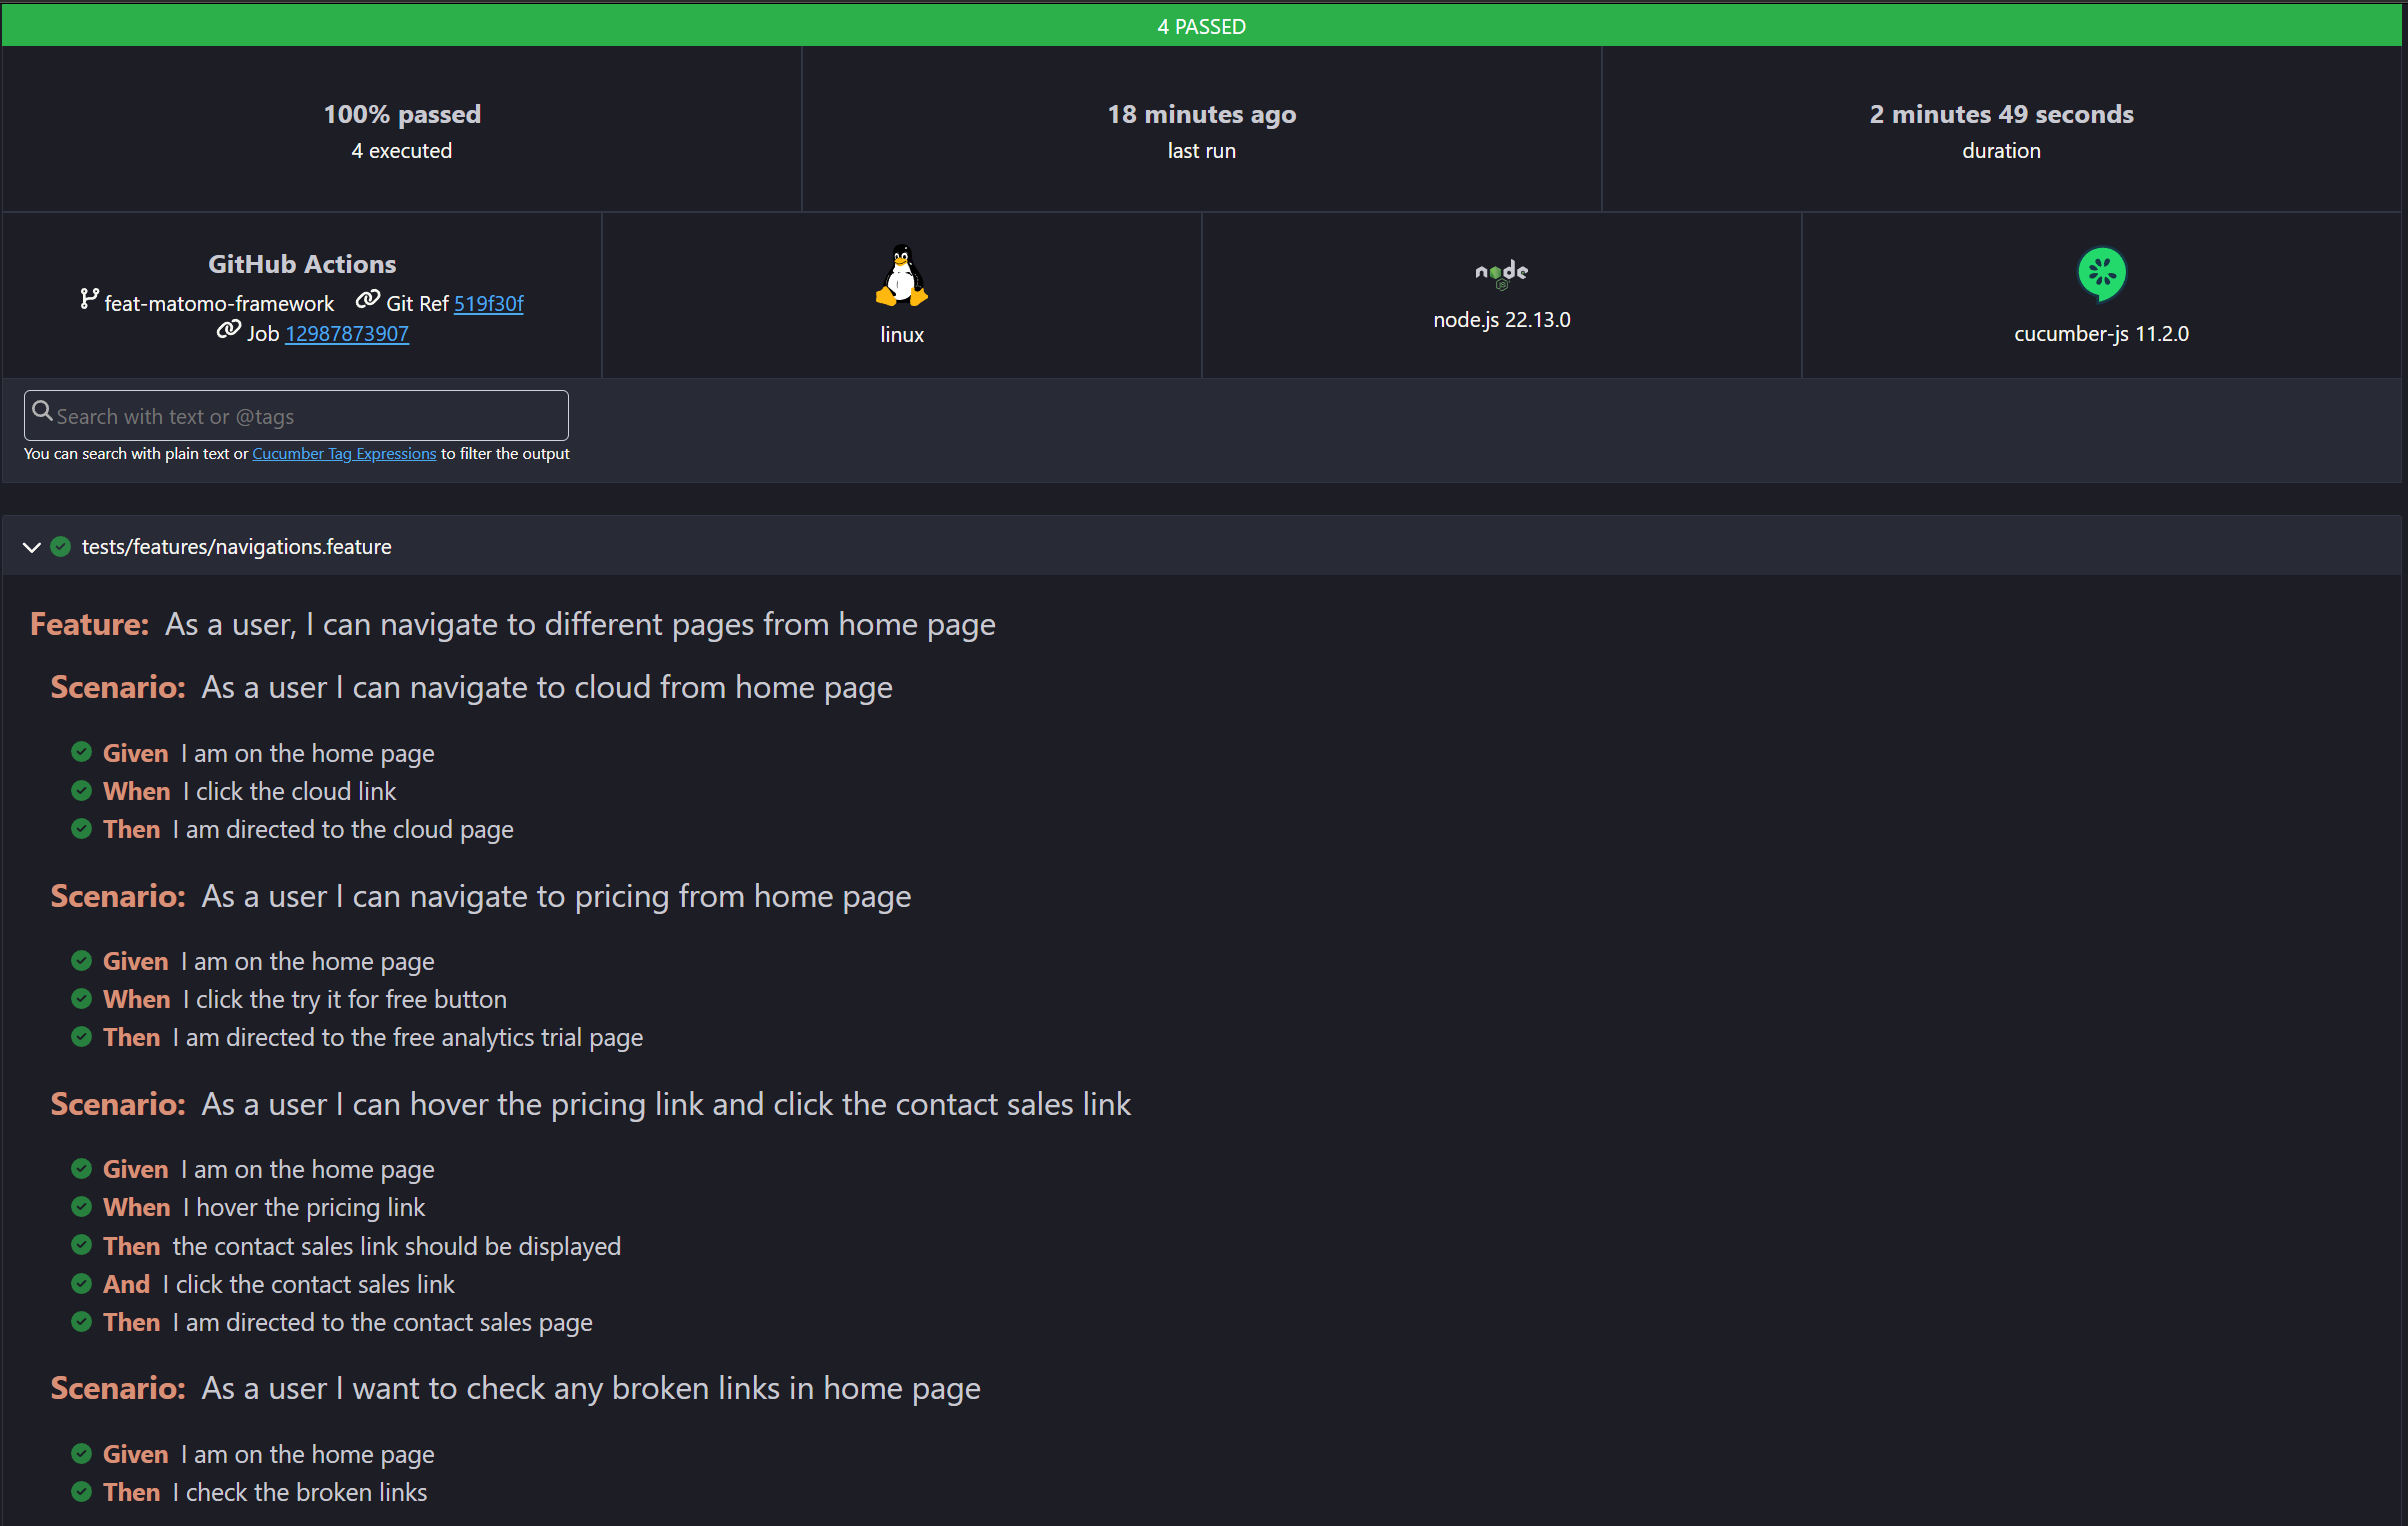 4 PASSED
100% passed
4 executed
18 minutes ago
last run
2 minutes 49 seconds
duration
GitHub Actions
feat-matomo-framework Git Ref 519f30f
Job 12987873907
linux
node
JS
node.js 22.13.0
cucumber-js 11.2.0
Search with text or @tags
You can search with plain text or Cucumber Tag Expressions to filter the output
tests/features/navigations.feature
Feature: As a user, I can navigate to different pages from home page
Scenario: As a user I can navigate to cloud from home page
Given I am on the home page
When I click the cloud link
Then I am directed to the cloud page
Scenario: As a user I can navigate to pricing from home page
Given I am on the home page
When I click the try it for free button
Then I am directed to the free analytics trial page
Scenario: As a user I can hover the pricing link and click the contact sales link
Given I am on the home page
When I hover the pricing link
Then the contact sales link should be displayed
And I click the contact sales link
Then I am directed to the contact sales page
Scenario: As a user I want to check any broken links in home page
Given I am on the home page
Then I check the broken links